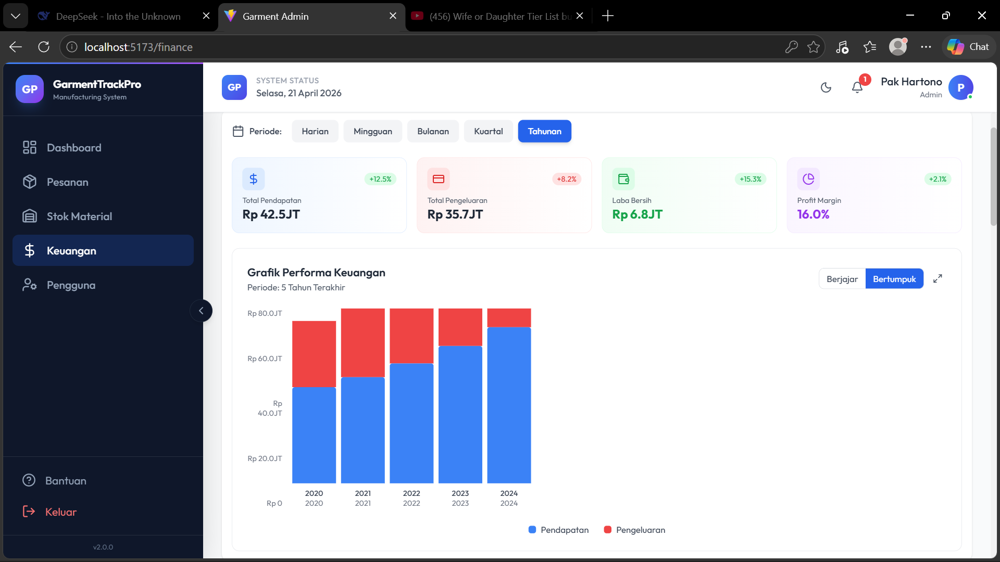 DeepSeek - Into the Unknown
Garment Admin
(456) Wife or Daughter Tier List bu
localhost:5173/finance
Chat
GP
GarmentTrackPro
Manufacturing System
Dashboard
Pesanan
Stok Material
Keuangan
Pengguna
Bantuan
Keluar
v2.0.0
GP
SYSTEM STATUS
Selasa, 21 April 2026
1
Pak Hartono
Admin
P
Periode:
Harian
Mingguan
Bulanan
Kuartal
Tahunan
+12.5%
Total Pendapatan
Rp 42.5JT
+8.2%
Total Pengeluaran
Rp 35.7JT
+15.3%
Laba Bersih
Rp 6.8JT
+2.1%
Profit Margin
16.0%
Grafik Performa Keuangan
Periode: 5 Tahun Terakhir
Berjajar
Bertumpuk
Rp 80.0JT
Rp 60.0JT
Rp
40.0JT
Rp 20.0JT
Rp 0
2020
2020
2021
2021
2022
2022
2023
2023
2024
2024
Pendapatan
Pengeluaran